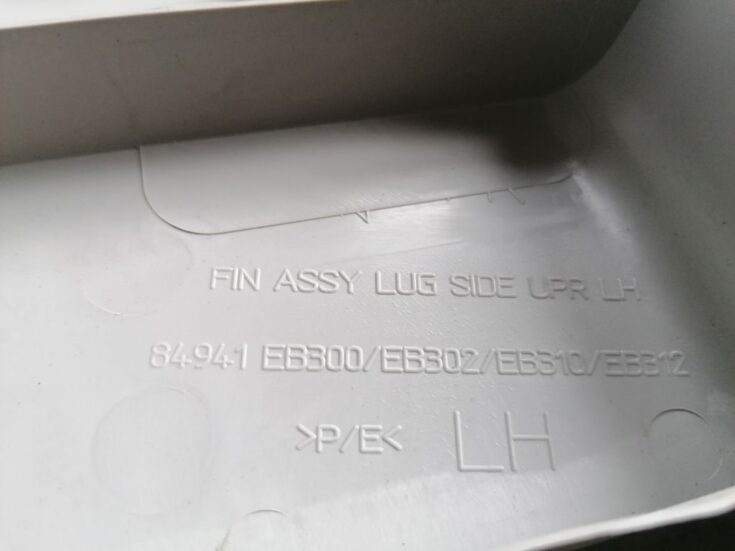 FIN ASSY LUG SIDE UPR LH
84941 EB300/EB302/EB310/EB312
>P/E< LH